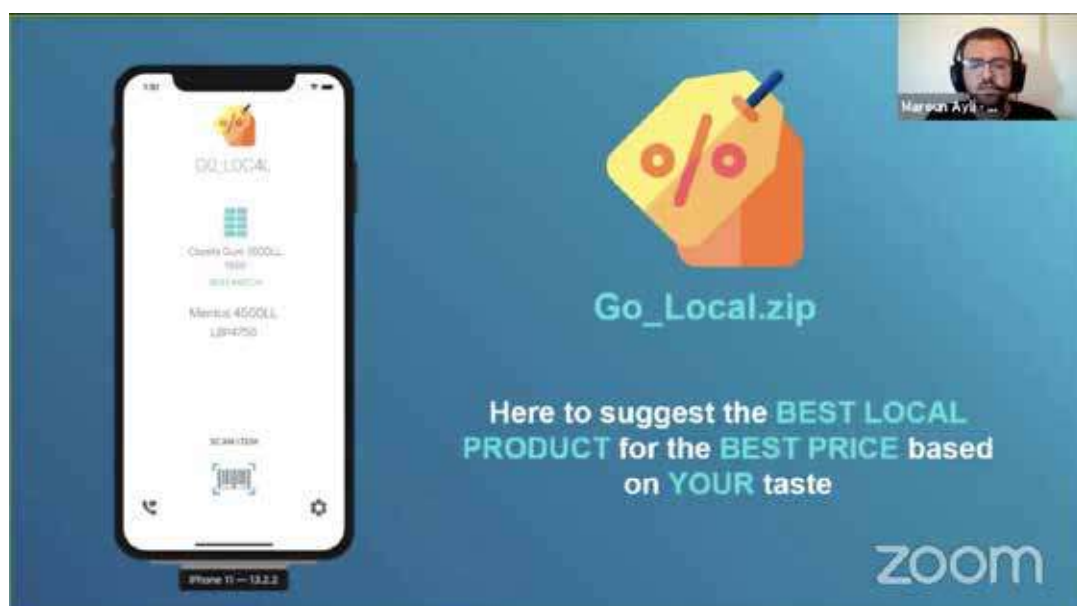 GO_LOCAL
Mentos 4500LL
LBP4750
SCAN ITEM
iPhone 11 — 13.2.2
Go_Local.zip
Here to suggest the BEST LOCAL
PRODUCT for the BEST PRICE based
on YOUR taste
zoom